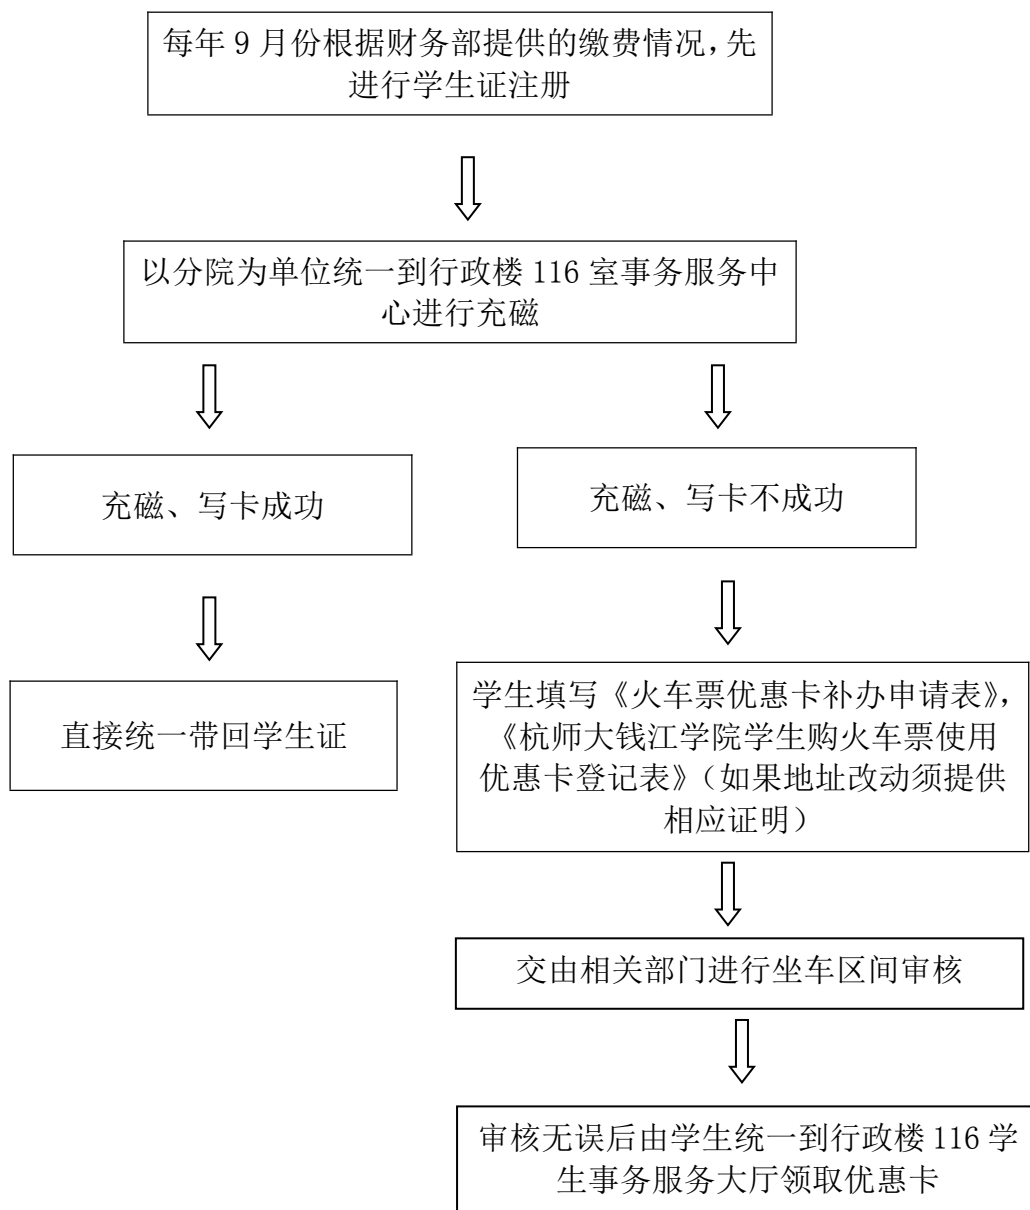 每年 9 月份根据财务部提供的缴费情况，先
进行学生证注册
以分院为单位统一到行政楼 116 室事务服务中
心进行充磁
充磁、写卡成功
充磁、写卡不成功
直接统一带回学生证
学生填写《火车票优惠卡补办申请表》，
《杭师大钱江学院学生购火车票使用
优惠卡登记表》（如果地址改动须提供
相应证明）
交由相关部门进行坐车区间审核
审核无误后由学生统一到行政楼 116 学
生事务服务大厅领取优惠卡